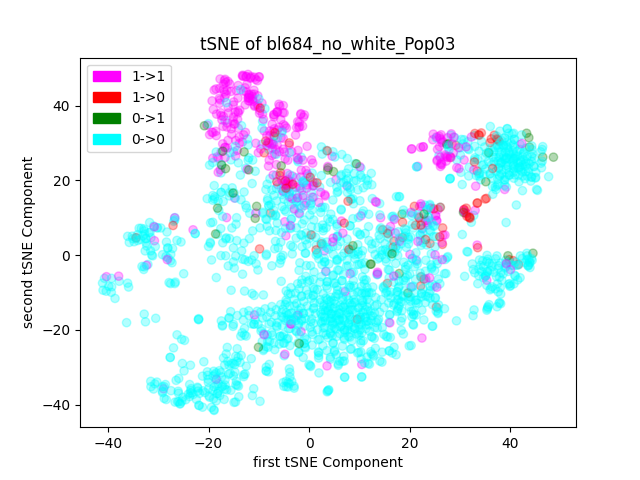 tSNE of bl684_no_white_Pop03
1->1
1->0
0->1
0->0
second tSNE Component
40
20
0
−20
−40
−40 −20 0 20 40
first tSNE Component